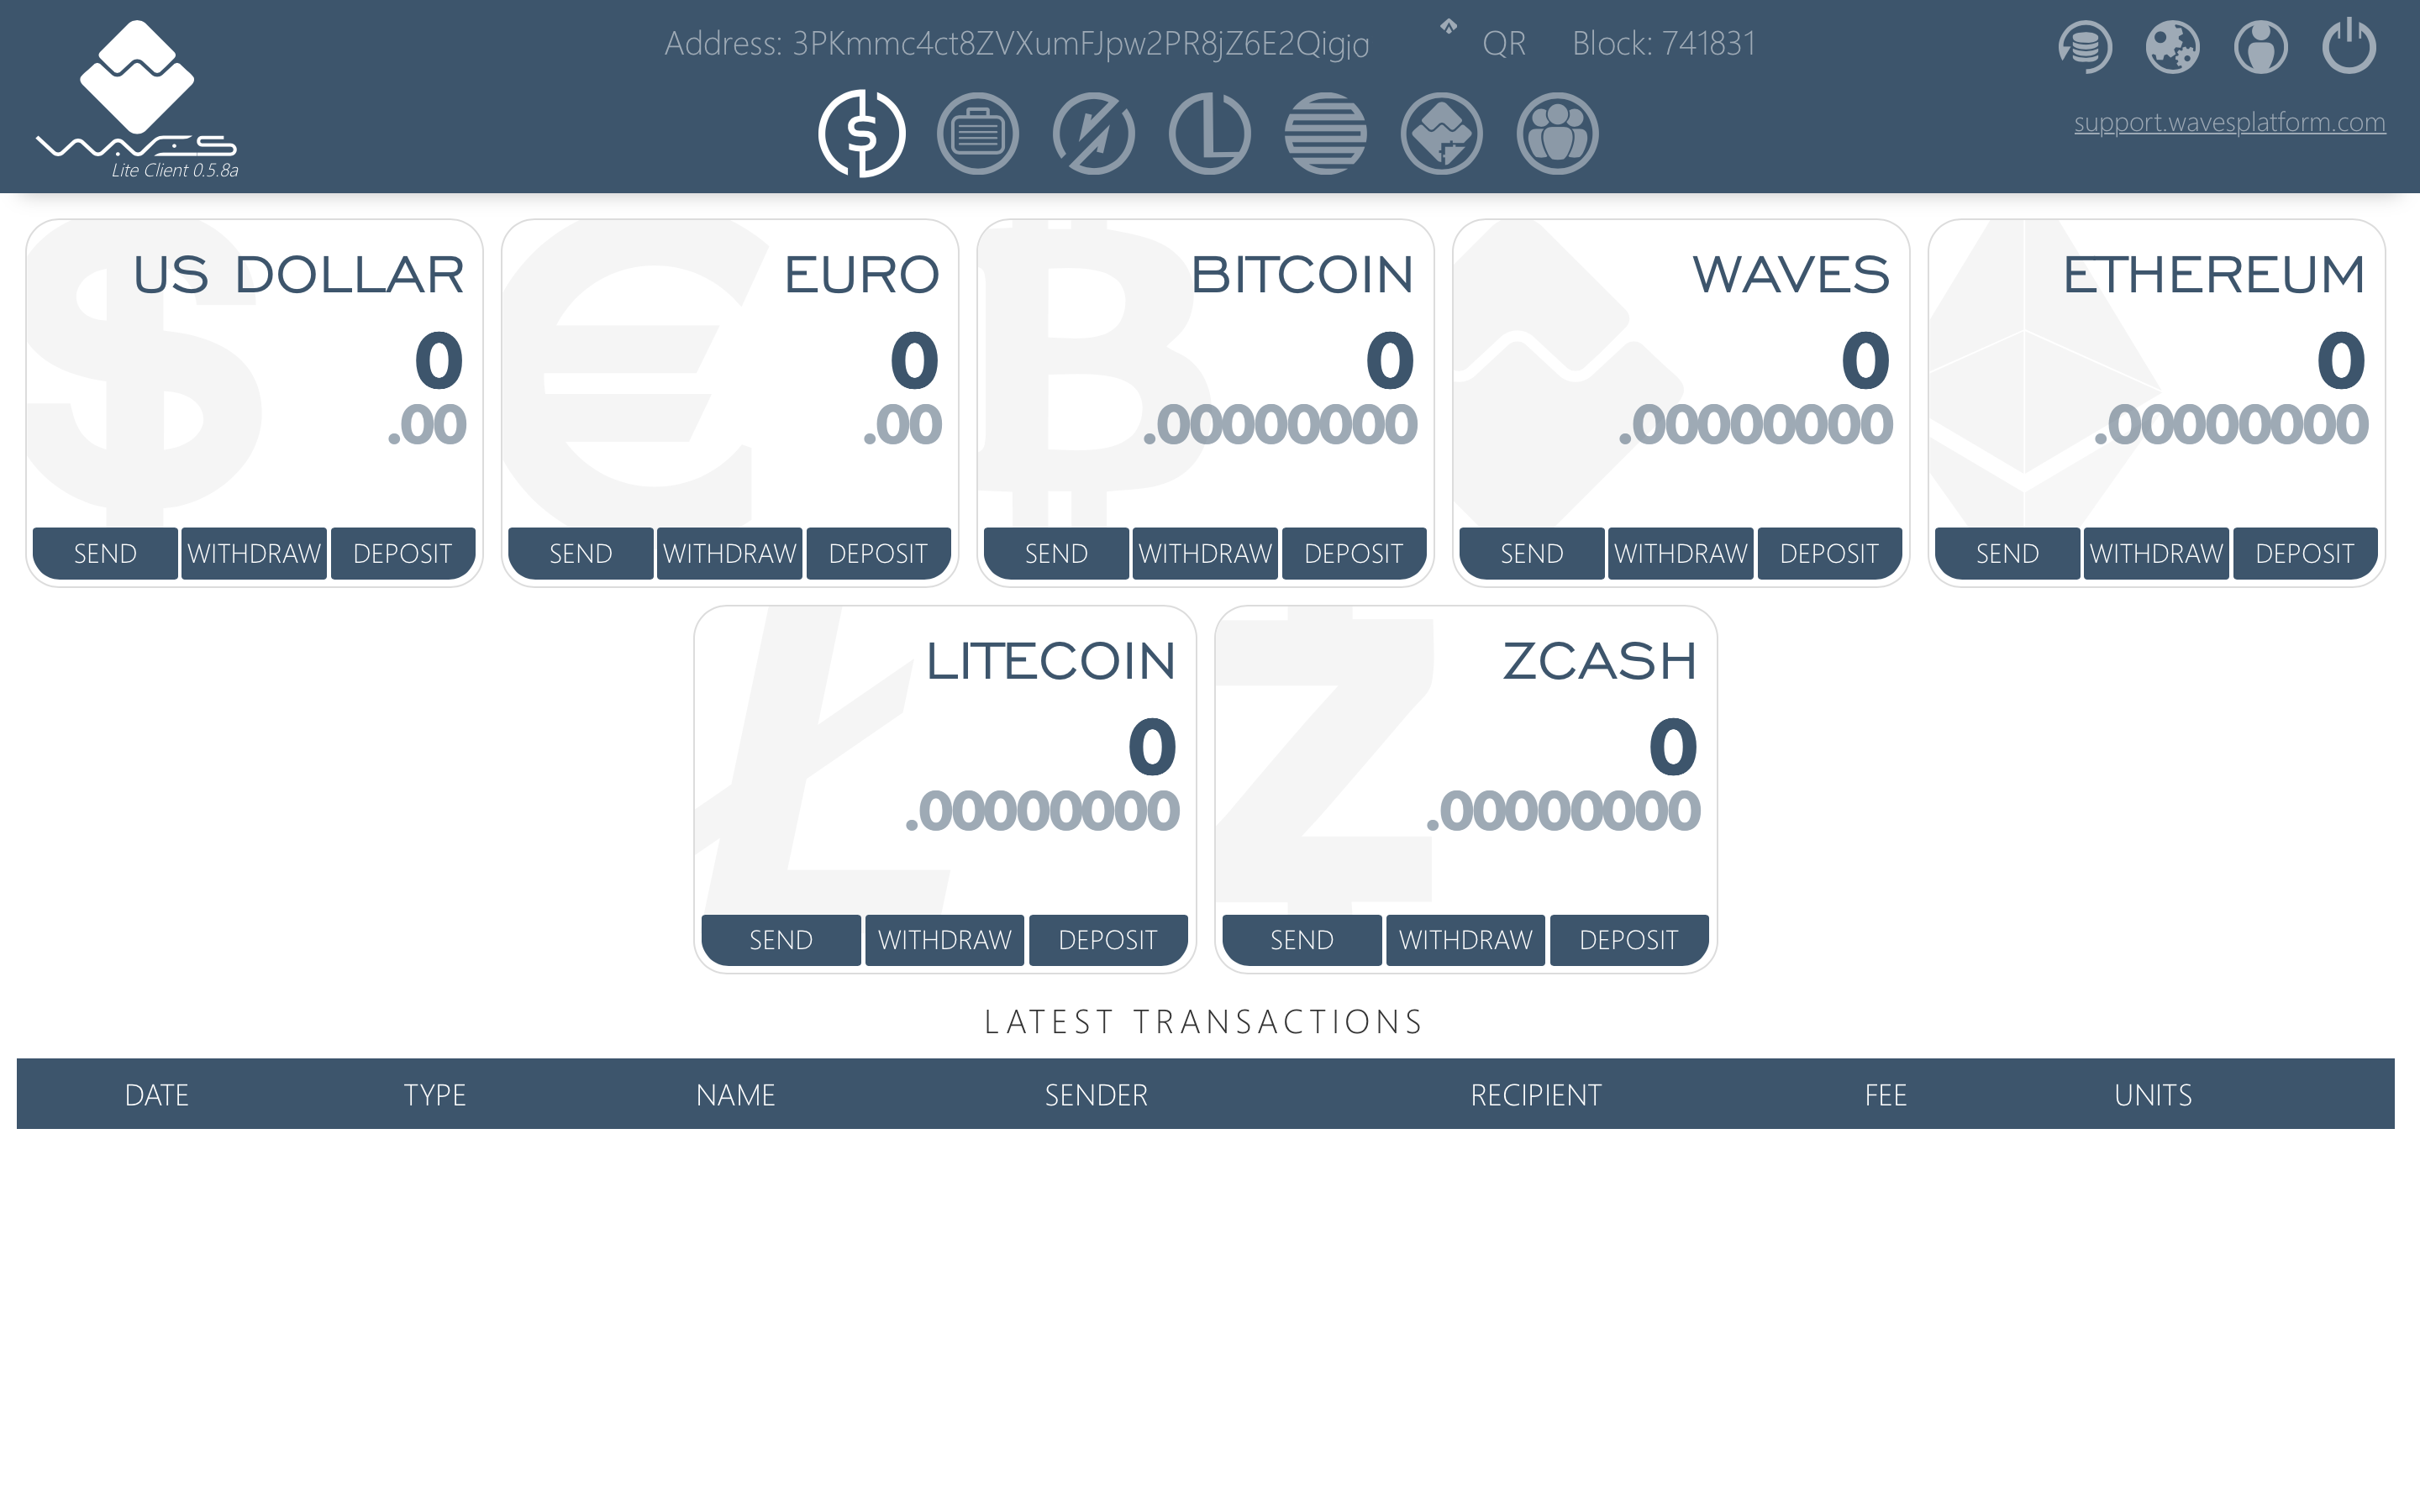 Address: 3PKmmc4ct8ZVXumFJpw2PR8jZ6E2Qigjg QR Block: 741831
WAVES
Lite Client 0.5.8a
support.wavesplatform.com
US DOLLAR
0
.00
SEND WITHDRAW DEPOSIT
EURO
0
.00
SEND WITHDRAW DEPOSIT
BITCOIN
0
.00000000
SEND WITHDRAW DEPOSIT
WAVES
0
.00000000
SEND WITHDRAW DEPOSIT
ETHEREUM
0
.00000000
SEND WITHDRAW DEPOSIT
LITECOIN
0
.00000000
SEND WITHDRAW DEPOSIT
ZCASH
0
.00000000
SEND WITHDRAW DEPOSIT
LATEST TRANSACTIONS
DATE TYPE NAME SENDER RECIPIENT FEE UNITS